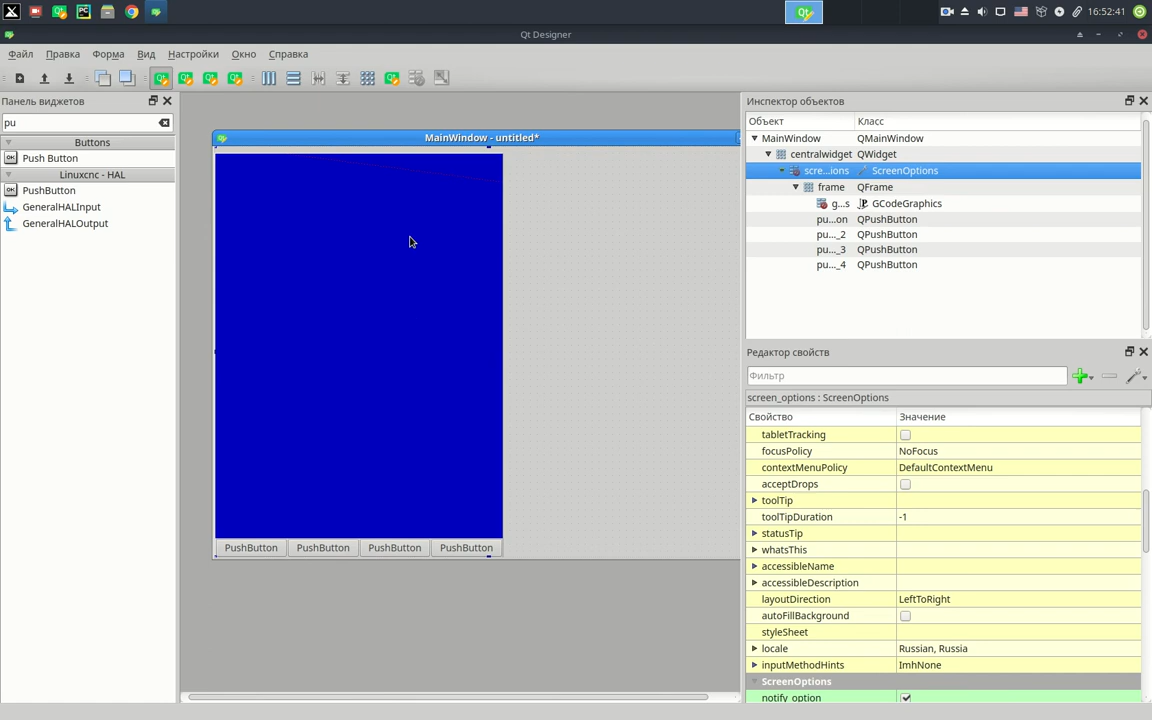 16:52:41
Qt Designer
Файл Правка Форма Вид Настройки Окно Справка
Панель виджетов
pu
Buttons
Push Button
Linuxcnc - HAL
PushButton
GeneralHALInput
GeneralHALOutput
MainWindow - untitled*
PushButton PushButton PushButton PushButton
Инспектор объектов
Объект Класс
MainWindow QMainWindow
centralwidget QWidget
scre...ions ScreenOptions
frame QFrame
g...s GCodeGraphics
pu...on QPushButton
pu..._2 QPushButton
pu..._3 QPushButton
pu..._4 QPushButton
Редактор свойств
Фильтр
screen_options : ScreenOptions
Свойство Значение
tabletTracking
focusPolicy NoFocus
contextMenuPolicy DefaultContextMenu
acceptDrops
toolTip
toolTipDuration -1
statusTip
whatsThis
accessibleName
accessibleDescription
layoutDirection LeftToRight
autoFillBackground
styleSheet
locale Russian, Russia
inputMethodHints ImhNone
ScreenOptions
notify_option